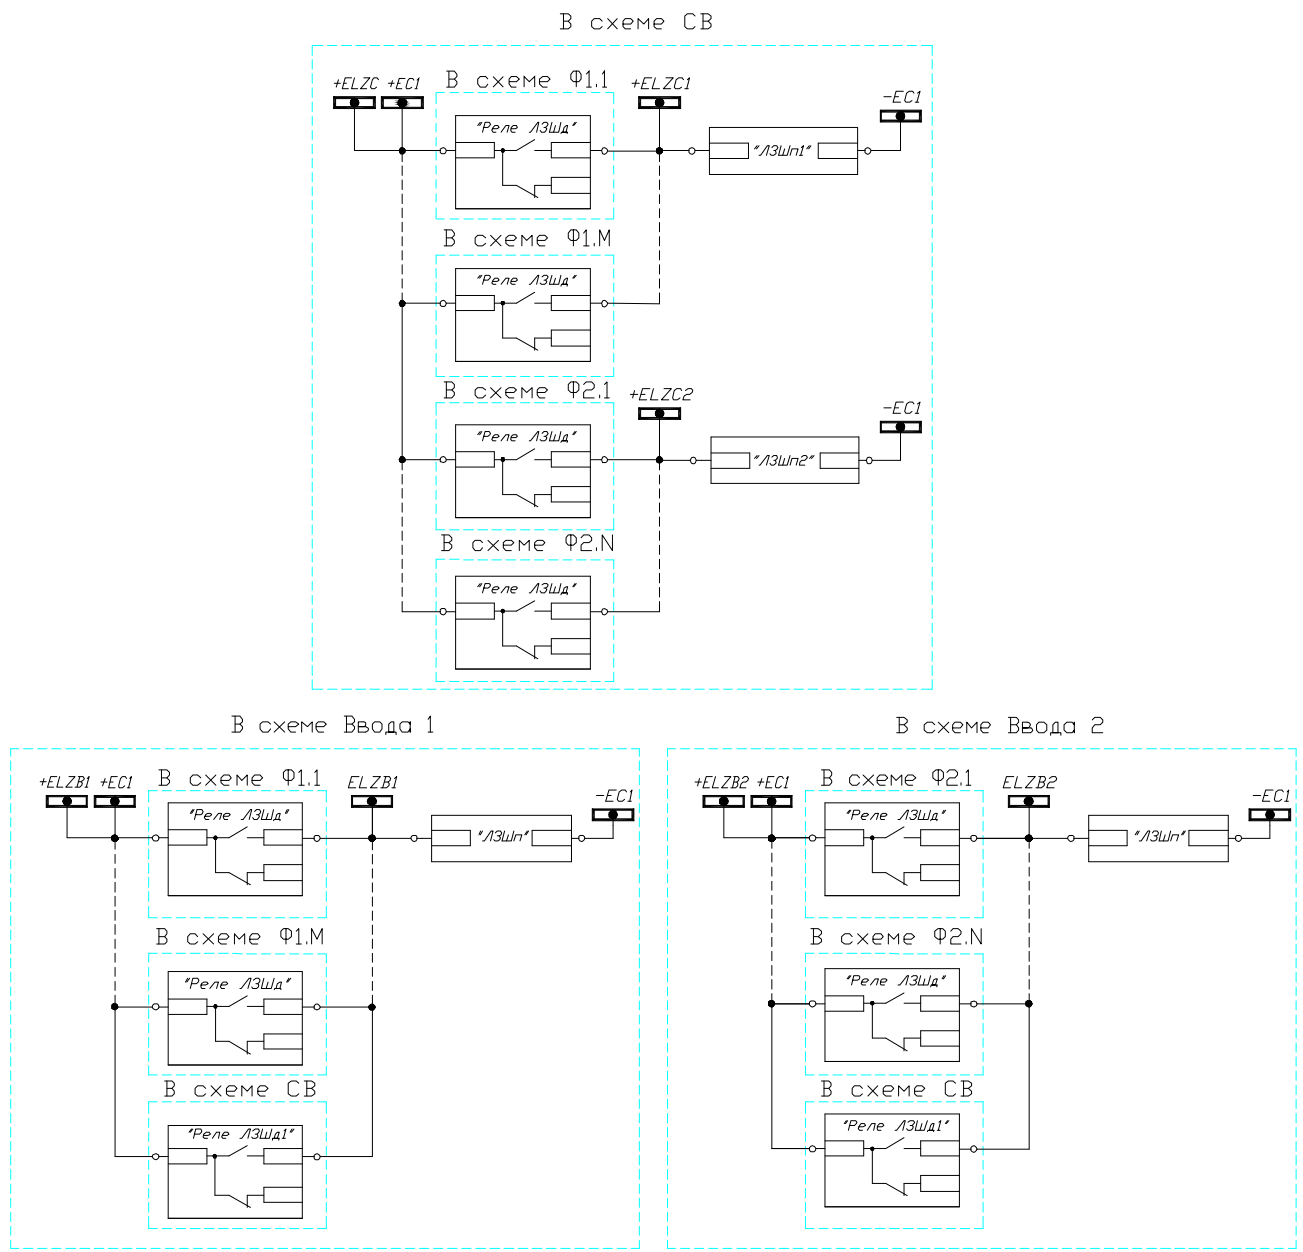 В схеме СВ
+ELZC +EC1 В схеме Ф1.1 +ELZC1 -EC1
"Реле ЛЗШд" "ЛЗШп1"
В схеме Ф1.М
"Реле ЛЗШд"
В схеме Ф2.1 +ELZC2 -EC1
"Реле ЛЗШд" "ЛЗШп2"
В схеме Ф2.N
"Реле ЛЗШд"
В схеме Ввода 1
+ELZB1 +EC1 В схеме Ф1.1 ELZB1 -EC1
"Реле ЛЗШд" "ЛЗШп"
В схеме Ф1.М
"Реле ЛЗШд"
В схеме СВ
"Реле ЛЗШд1"
В схеме Ввода 2
+ELZB2 +EC1 В схеме Ф2.1 ELZB2 -EC1
"Реле ЛЗШд" "ЛЗШп"
В схеме Ф2.N
"Реле ЛЗШд"
В схеме СВ
"Реле ЛЗШд1"